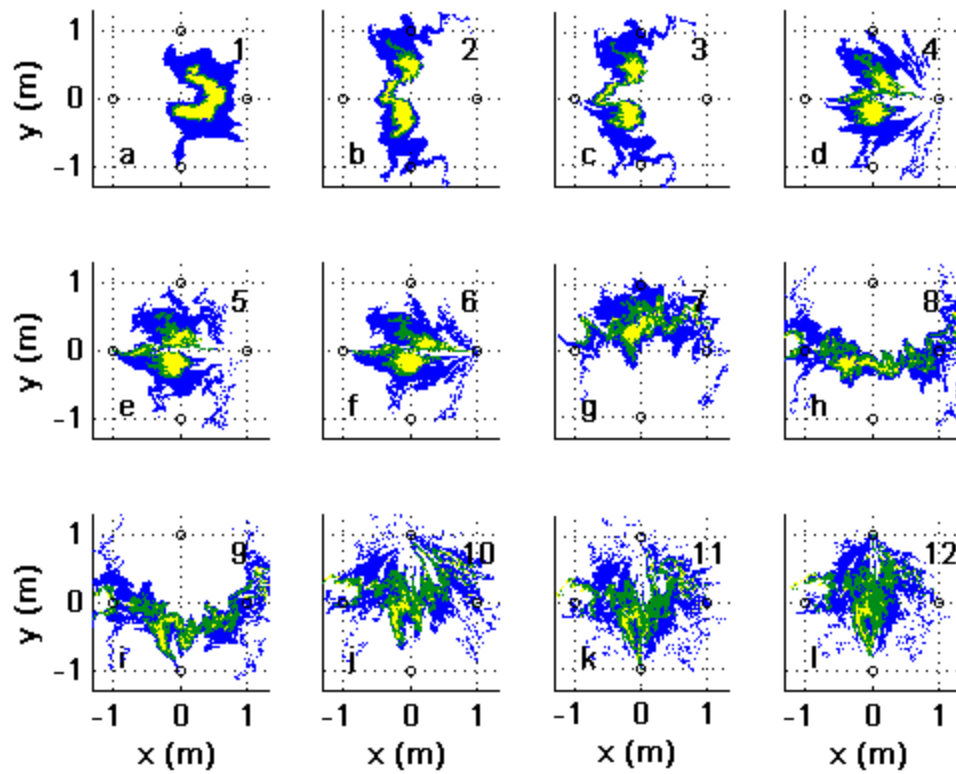 1 1 2 3 4
y (m) 0
-1 a b c d
1 5 6 7 8
y (m) 0
-1 e f g h
1 9 10 11 12
y (m) 0
-1 i j k l
-1 0 1 -1 0 1 -1 0 1 -1 0 1
x (m) x (m) x (m) x (m)